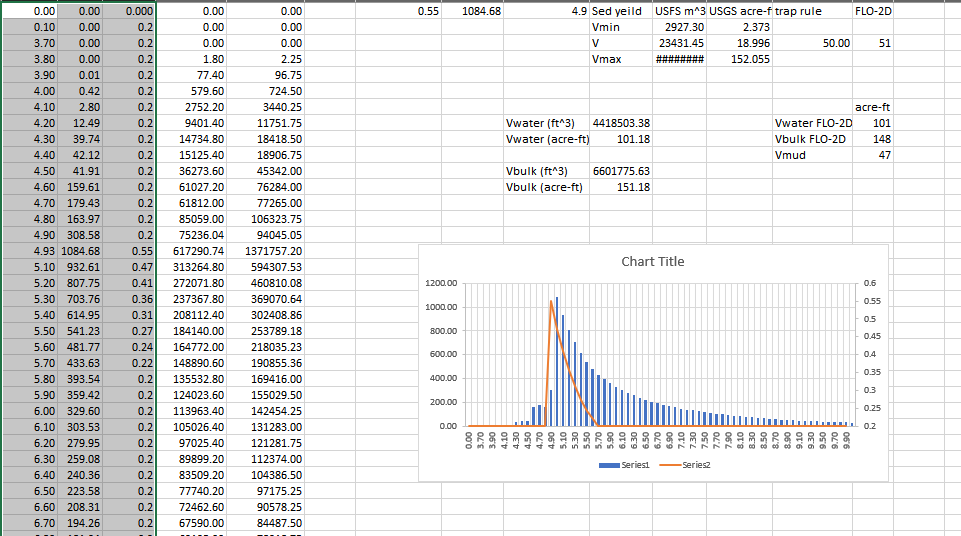 0.00 0.00 0.000 0.00 0.00 0.55 1084.68 4.9 Sed yeild USFS m^3 USGS acre-f trap rule FLO-2D
0.10 0.00 0.2 0.00 0.00 Vmin 2927.30 2.373
3.70 0.00 0.2 0.00 0.00 V 23431.45 18.996 50.00 51
3.80 0.00 0.2 1.80 2.25 Vmax ######## 152.055
3.90 0.01 0.2 77.40 96.75
4.00 0.42 0.2 579.60 724.50
4.10 2.80 0.2 2752.20 3440.25 acre-ft
4.20 12.49 0.2 9401.40 11751.75 Vwater (ft^3) 4418503.38 Vwater FLO-2D 101
4.30 39.74 0.2 14734.80 18418.50 Vwater (acre-ft) 101.18 Vbulk FLO-2D 148
4.40 42.12 0.2 15125.40 18906.75 Vmud 47
4.50 41.91 0.2 36273.60 45342.00 Vbulk (ft^3) 6601775.63
4.60 159.61 0.2 61027.20 76284.00 Vbulk (acre-ft) 151.18
4.70 179.43 0.2 61812.00 77265.00
4.80 163.97 0.2 85059.00 106323.75
4.90 308.58 0.2 75236.04 94045.05
4.93 1084.68 0.55 617290.74 1371757.20
5.10 932.61 0.47 313264.80 594307.53
5.20 807.75 0.41 272071.80 460810.08
5.30 703.76 0.36 237367.80 369070.64
5.40 614.95 0.31 208112.40 302408.86
5.50 541.23 0.27 184140.00 253789.18
5.60 481.77 0.24 164772.00 218035.23
5.70 433.63 0.22 148890.60 190855.36
5.80 393.54 0.2 135532.80 169416.00
5.90 359.42 0.2 124023.60 155029.50
6.00 329.60 0.2 113963.40 142454.25
6.10 303.53 0.2 105026.40 131283.00
6.20 279.95 0.2 97025.40 121281.75
6.30 259.08 0.2 89899.20 112374.00
6.40 240.36 0.2 83509.20 104386.50
6.50 223.58 0.2 77740.20 97175.25
6.60 208.31 0.2 72462.60 90578.25
6.70 194.26 0.2 67590.00 84487.50
Chart Title
1200.00 0.6
0.55
1000.00
0.5
800.00
0.45
600.00 0.4
0.35
400.00
0.3
200.00
0.25
0.00 0.2
0.00 3.70 3.90 4.10 4.30 4.50 4.70 4.90 5.10 5.30 5.50 5.70 5.90 6.10 6.30 6.50 6.70 6.90 7.10 7.30 7.50 7.70 7.90 8.10 8.30 8.50 8.70 8.90 9.10 9.30 9.50 9.70 9.90
Series1 Series2